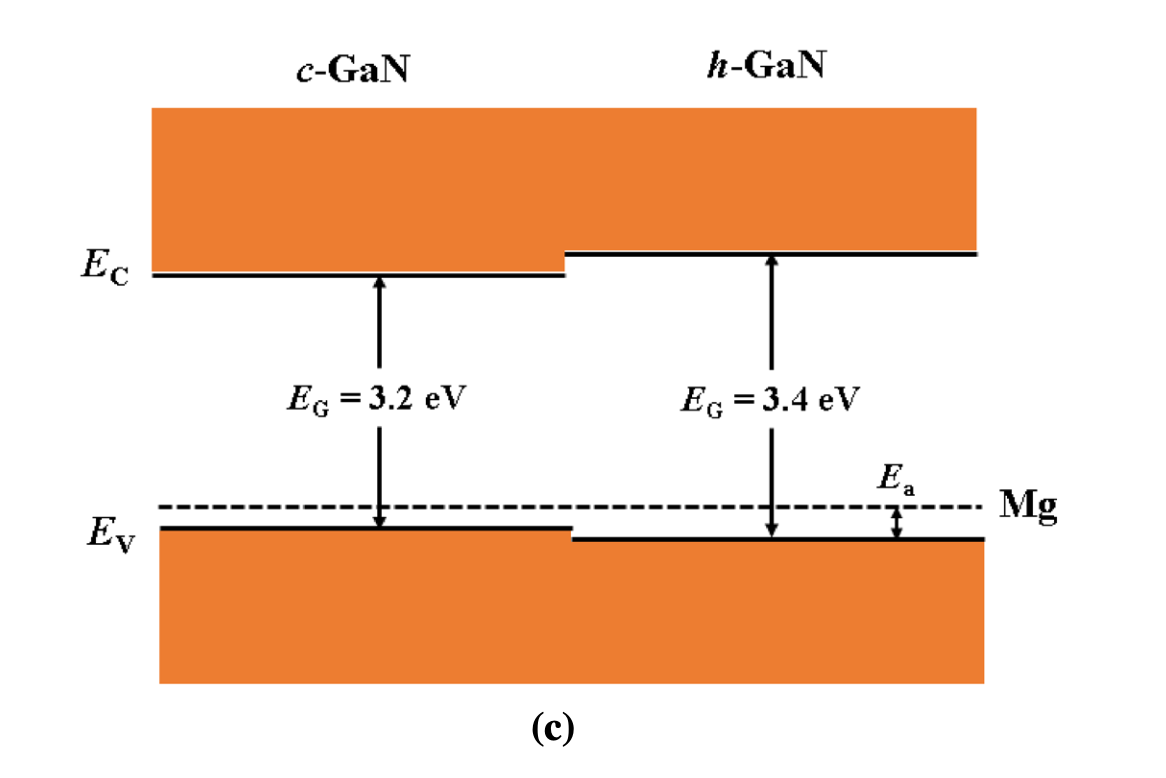 c-GaN h-GaN
E_C
E_G = 3.2 eV E_G = 3.4 eV
E_a
Mg
E_V
(c)